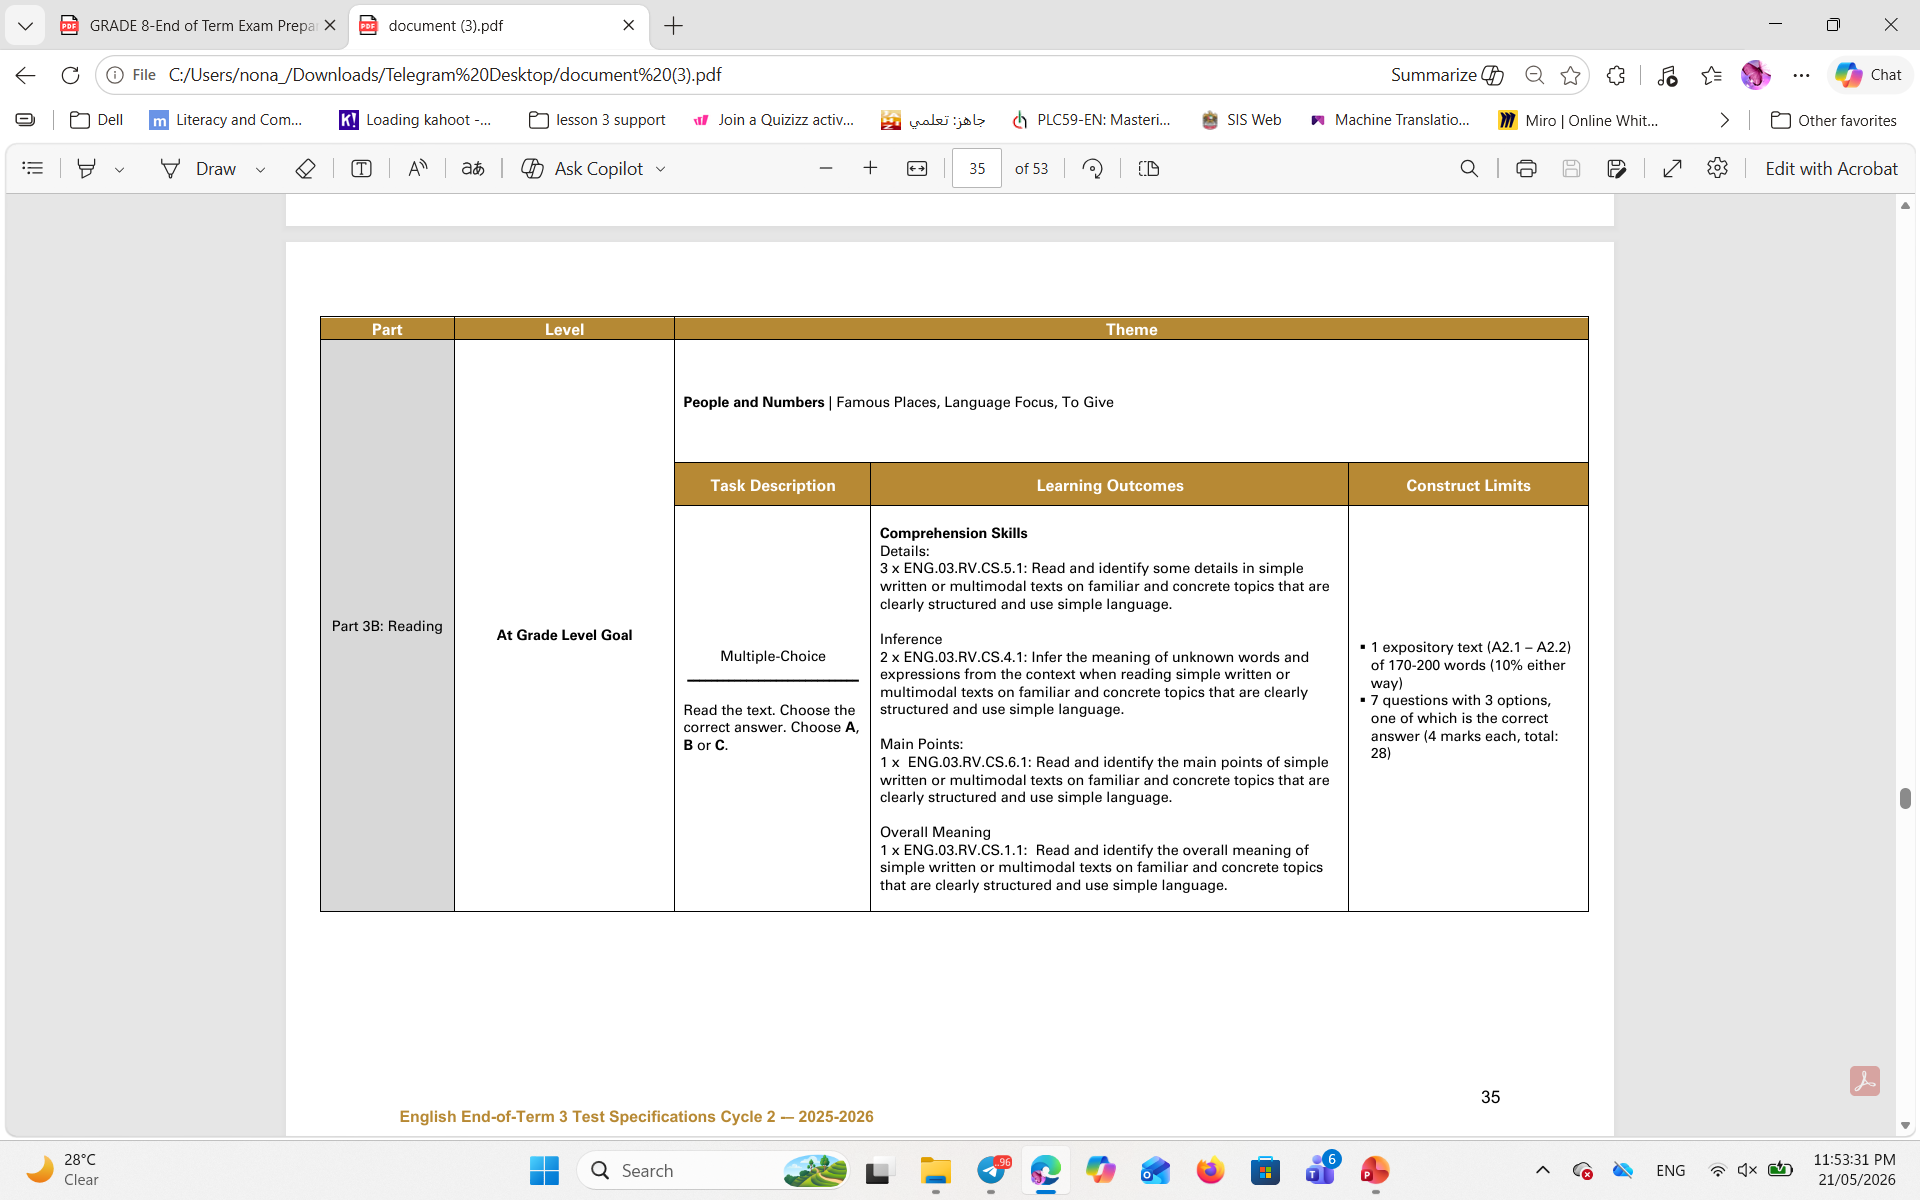 GRADE 8-End of Term Exam Prepa
document (3).pdf
File C:/Users/nona_/Downloads/Telegram%20Desktop/document%20(3).pdf
Summarize
Chat
Dell
Literacy and Com...
Loading kahoot -...
lesson 3 support
Join a Quizizz activ...
جاهز: تعلمي
PLC59-EN: Masteri...
SIS Web
Machine Translatio...
Miro | Online Whit...
Other favorites
Draw
Ask Copilot
35 of 53
Edit with Acrobat
Part Level Theme
People and Numbers | Famous Places, Language Focus, To Give
Task Description Learning Outcomes Construct Limits
Part 3B: Reading
At Grade Level Goal
Multiple-Choice
Read the text. Choose the
correct answer. Choose A,
B or C.
Comprehension Skills
Details:
3 x ENG.03.RV.CS.5.1: Read and identify some details in simple
written or multimodal texts on familiar and concrete topics that are
clearly structured and use simple language.
Inference
2 x ENG.03.RV.CS.4.1: Infer the meaning of unknown words and
expressions from the context when reading simple written or
multimodal texts on familiar and concrete topics that are clearly
structured and use simple language.
Main Points:
1 x ENG.03.RV.CS.6.1: Read and identify the main points of simple
written or multimodal texts on familiar and concrete topics that are
clearly structured and use simple language.
Overall Meaning
1 x ENG.03.RV.CS.1.1: Read and identify the overall meaning of
simple written or multimodal texts on familiar and concrete topics
that are clearly structured and use simple language.
▪ 1 expository text (A2.1 – A2.2)
of 170-200 words (10% either
way)
▪ 7 questions with 3 options,
one of which is the correct
answer (4 marks each, total:
28)
35
English End-of-Term 3 Test Specifications Cycle 2 — 2025-2026
28°C
Clear
Search
..96
6
ENG
11:53:31 PM
21/05/2026